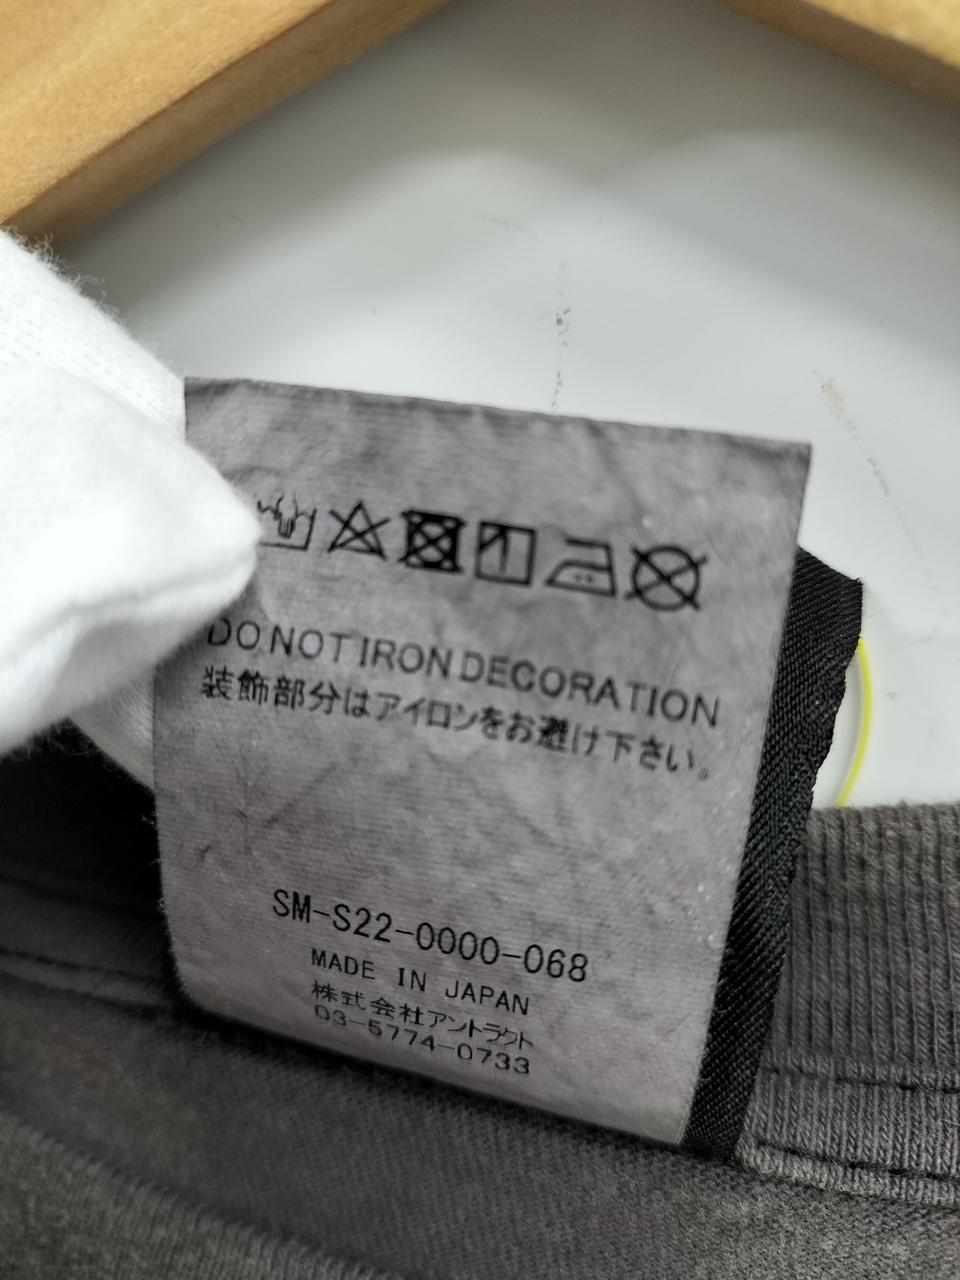 DO NOT IRON DECORATION
装飾部分はアイロンをお避け下さい。
SM-S22-0000-068
MADE IN JAPAN
株式会社アントラクト
03-5774-0733